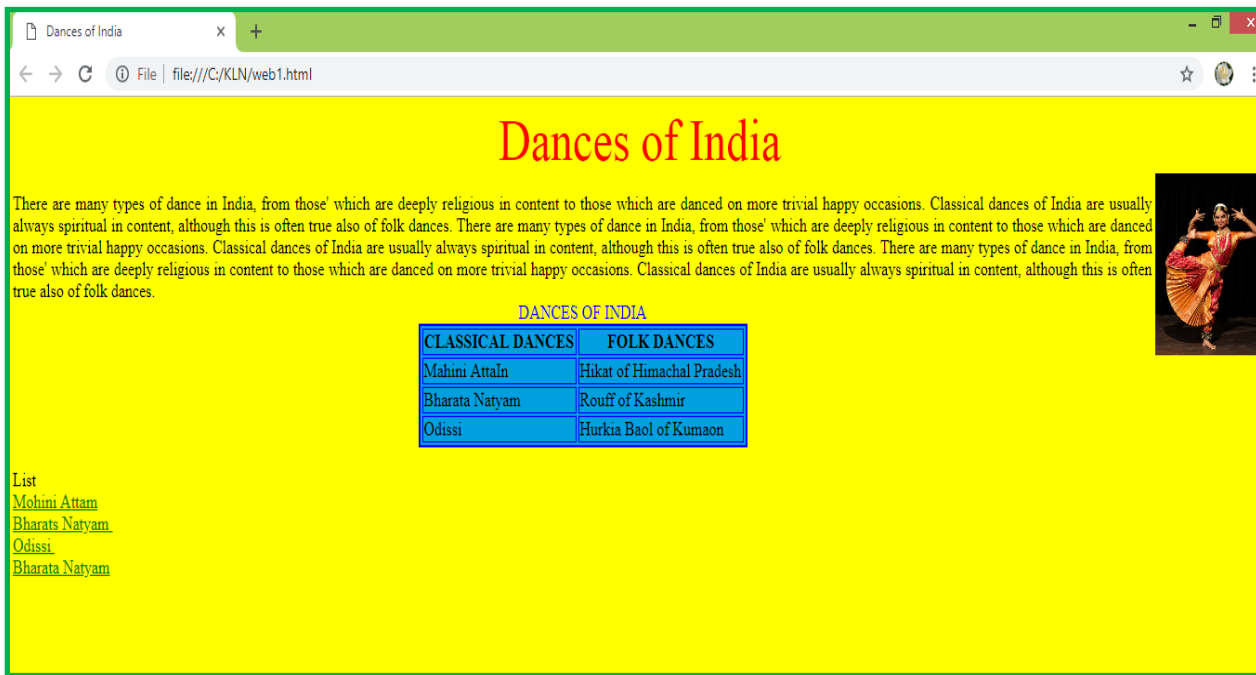 Dances of India
File file:///C:/KLN/web1.html
Dances of India
There are many types of dance in India, from those' which are deeply religious in content to those which are danced on more trivial happy occasions. Classical dances of India are usually
always spiritual in content, although this is often true also of folk dances. There are many types of dance in India, from those' which are deeply religious in content to those which are danced
on more trivial happy occasions. Classical dances of India are usually always spiritual in content, although this is often true also of folk dances. There are many types of dance in India, from
those' which are deeply religious in content to those which are danced on more trivial happy occasions. Classical dances of India are usually always spiritual in content, although this is often
true also of folk dances.
DANCES OF INDIA
CLASSICAL DANCES FOLK DANCES
Mahini AttaIn Hikat of Himachal Pradesh
Bharata Natyam Rouff of Kashmir
Odissi Hurkia Baol of Kumaon
List
Mohini Attam
Bharats Natyam
Odissi
Bharata Natyam